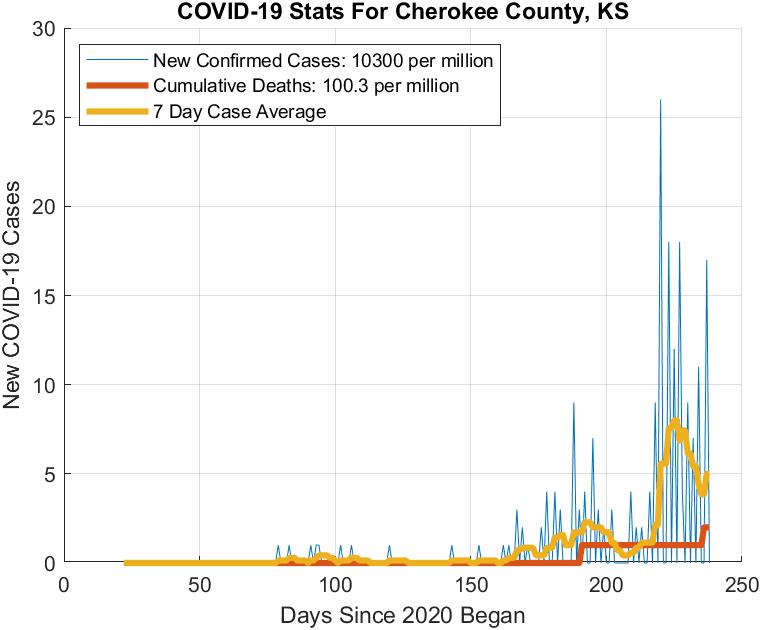 COVID-19 Stats For Cherokee County, KS
New Confirmed Cases: 10300 per million
Cumulative Deaths: 100.3 per million
7 Day Case Average
New COVID-19 Cases
30
25
20
15
10
5
0
0 50 100 150 200 250
Days Since 2020 Began